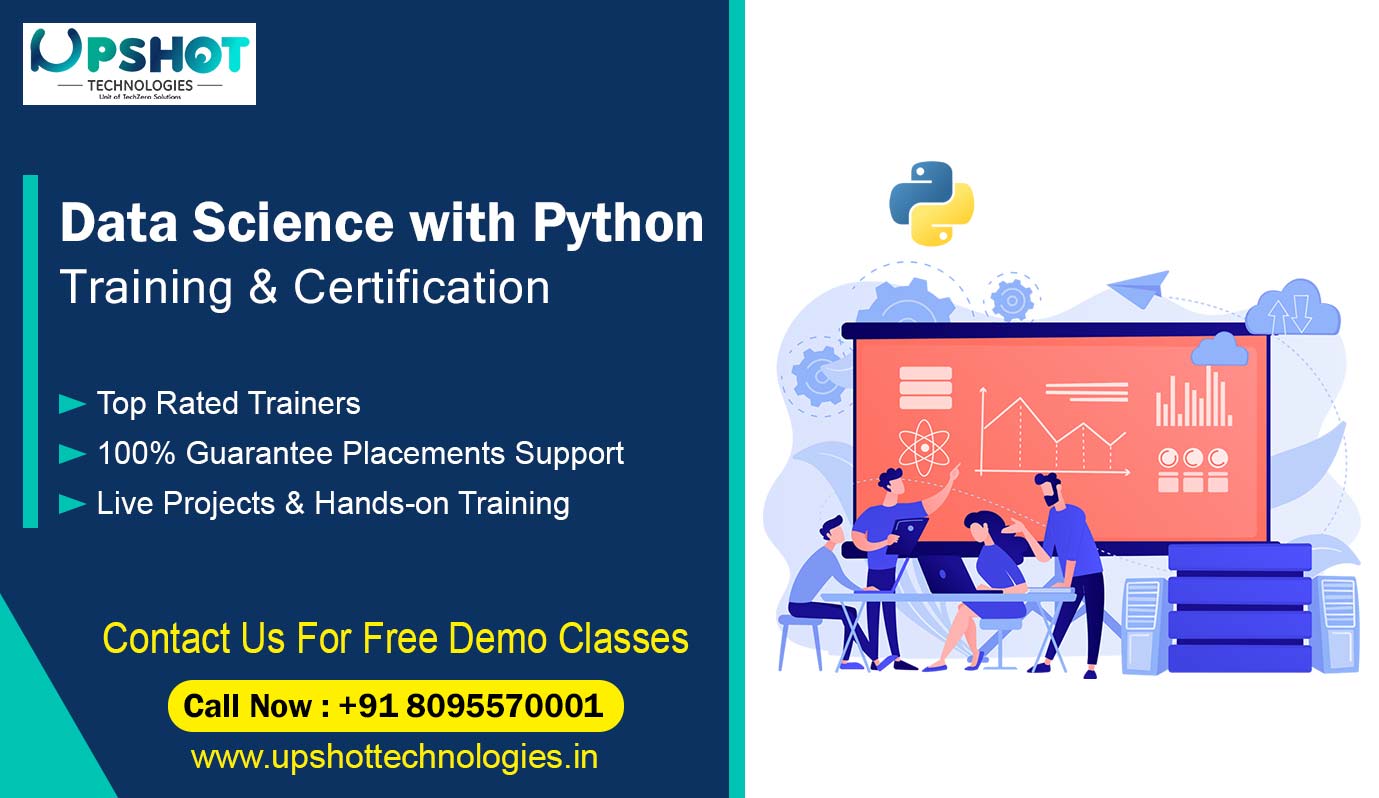 UPSHOT
TECHNOLOGIES
Unit of TechZero Solutions
Data Science with Python
Training & Certification
Top Rated Trainers
100% Guarantee Placements Support
Live Projects & Hands-on Training
Contact Us For Free Demo Classes
Call Now : +91 8095570001
www.upshottechnologies.in